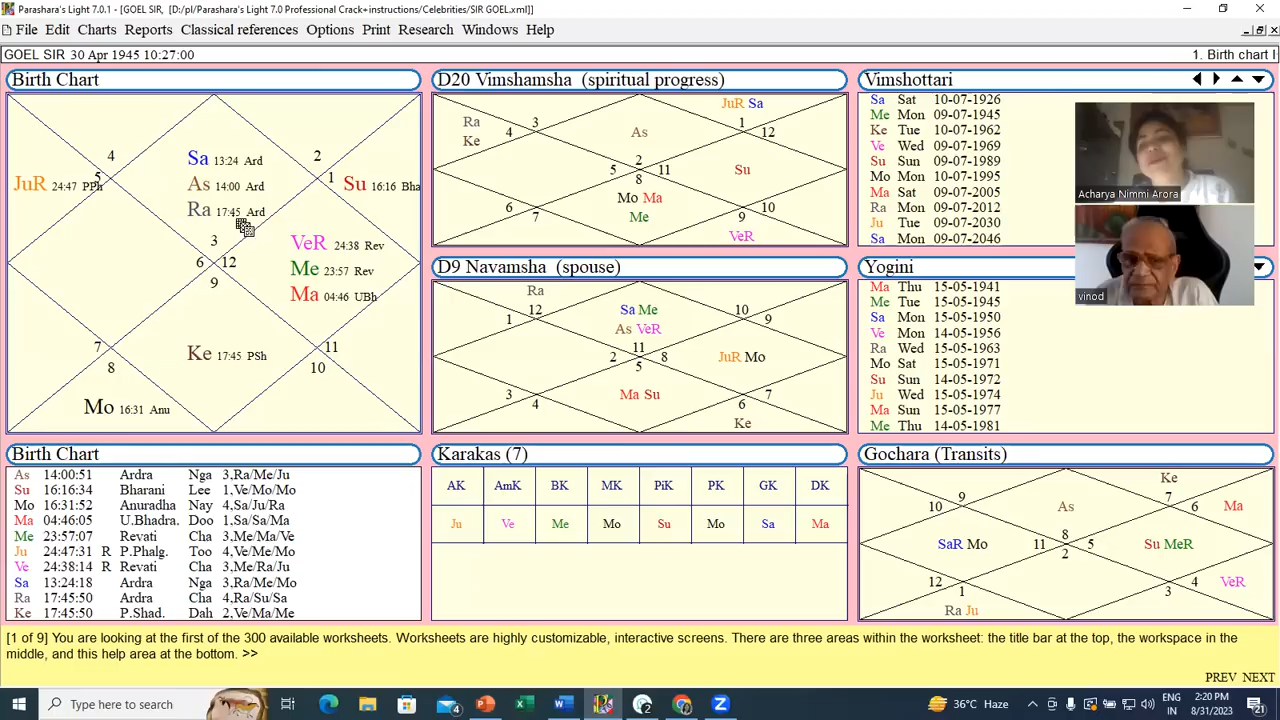 Parashara's Light 7.0.1 - [GOEL SIR, [D:/pl/Parashara's Light 7.0 Professional Crack+instructions/Celebrities/SIR GOEL.xml]]
File Edit Charts Reports Classical references Options Print Research Windows Help
GOEL SIR 30 Apr 1945 10:27:00
1. Birth chart I
Birth Chart
4
2
Sa 13:24 Ard
JuR 24:47 PPh
5
As 14:00 Ard
1
Su 16:16 Bha
Ra 17:45 Ard
3
VeR 24:38 Rev
6 12
Me 23:57 Rev
9
Ma 04:46 UBh
7
Ke 17:45 PSh
11
8
10
Mo 16:31 Anu
D20 Vimshamsha (spiritual progress)
JuR Sa
Ra
3
1
Ke
4
As
12
2
5 11
Su
8
Mo Ma
6
Me
10
7
9
VeR
D9 Navamsha (spouse)
Ra
12
Sa Me
10
1
As VeR
9
11
2 8
JuR Mo
5
3
Ma Su
7
4
6
Ke
Vimshottari
Sa Sat 10-07-1926
Me Mon 09-07-1945
Ke Tue 10-07-1962
Ve Wed 09-07-1969
Su Sun 09-07-1989
Mo Mon 10-07-1995
Ma Sat 09-07-2005
Ra Mon 09-07-2012
Ju Tue 09-07-2030
Sa Mon 09-07-2046
Acharya Nimmi Arora
vinod
Yogini
Ma Thu 15-05-1941
Me Tue 15-05-1945
Sa Mon 15-05-1950
Ve Mon 14-05-1956
Ra Wed 15-05-1963
Mo Sat 15-05-1971
Su Sun 14-05-1972
Ju Wed 15-05-1974
Ma Sun 15-05-1977
Me Thu 14-05-1981
Birth Chart
As 14:00:51 Ardra Nga 3,Ra/Me/Ju
Su 16:16:34 Bharani Lee 1,Ve/Mo/Mo
Mo 16:31:52 Anuradha Nay 4,Sa/Ju/Ra
Ma 04:46:05 U.Bhadra. Doo 1,Sa/Sa/Ma
Me 23:57:07 Revati Cha 3,Me/Ma/Ve
Ju 24:47:31 R P.Phalg. Too 4,Ve/Me/Mo
Ve 24:38:14 R Revati Cha 3,Me/Ra/Ju
Sa 13:24:18 Ardra Nga 3,Ra/Me/Mo
Ra 17:45:50 Ardra Cha 4,Ra/Su/Sa
Ke 17:45:50 P.Shad. Dah 2,Ve/Ma/Me
Karakas (7)
AK AmK BK MK PiK PK GK DK
Ju Ve Me Mo Su Mo Sa Ma
Gochara (Transits)
Ke
9
7
10
As
6
Ma
8
SaR Mo
11 5
Su MeR
2
12
4
VeR
1
3
Ra Ju
[1 of 9] You are looking at the first of the 300 available worksheets. Worksheets are highly customizable, interactive screens. There are three areas within the worksheet: the title bar at the top, the workspace in the
middle, and this help area at the bottom. >>
PREV NEXT
Type here to search
4
2
36°C Haze
ENG
IN
2:20 PM
8/31/2023
21